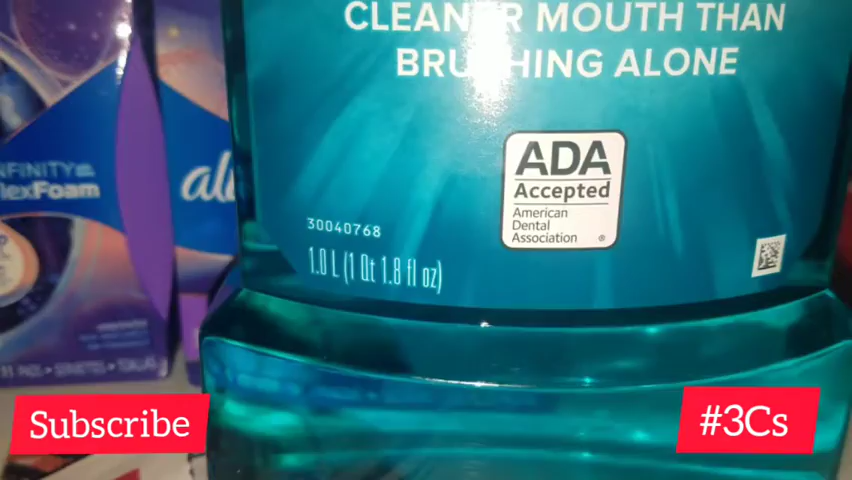 CLEANER MOUTH THAN
BRUSHING ALONE
ADA
Accepted
American
Dental
Association
®
30040768
1.0 L (1 Qt 1.8 fl oz)
FlexFoam
al
Subscribe
#3Cs